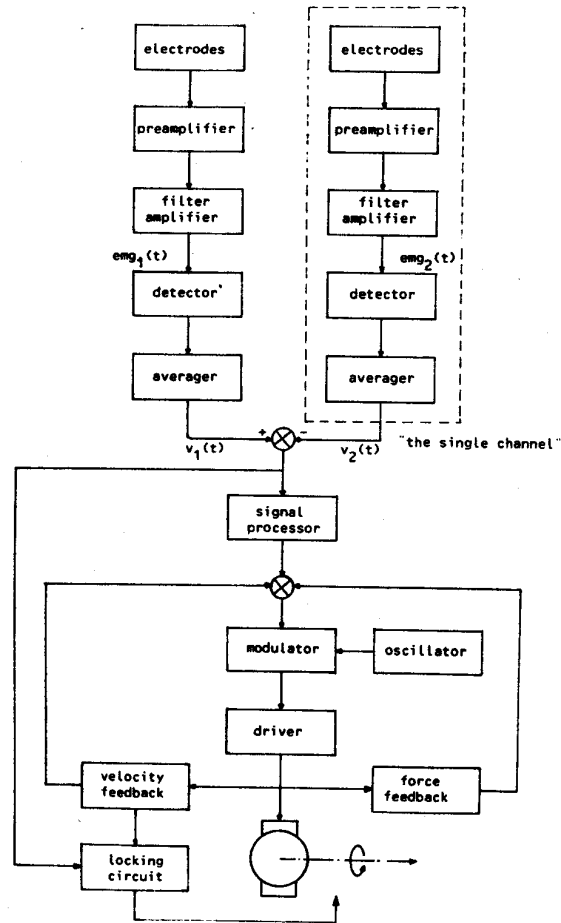 electrodes
electrodes
preamplifier
preamplifier
filter
amplifier
filter
amplifier
emg1(t)
emg2(t)
detector
detector
averager
averager
+
-
v1(t)
v2(t)
"the single channel"
signal
processor
modulator
oscillator
driver
velocity
feedback
force
feedback
locking
circuit